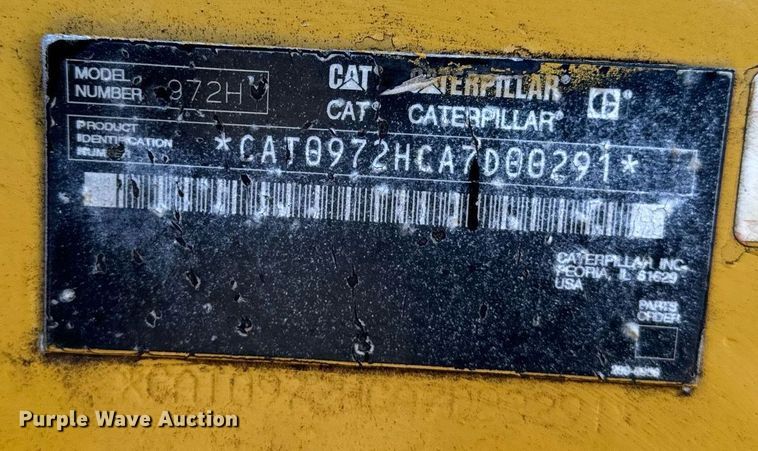 MODEL
NUMBER 972H
CAT CATERPILLAR®
CAT® CATERPILLAR®
PRODUCT
IDENTIFICATION
NUMBER *CAT0972HCA7D00291*
CATERPILLAR INC.
PEORIA, IL 61629
USA
PARTS
ORDER
Purple Wave Auction